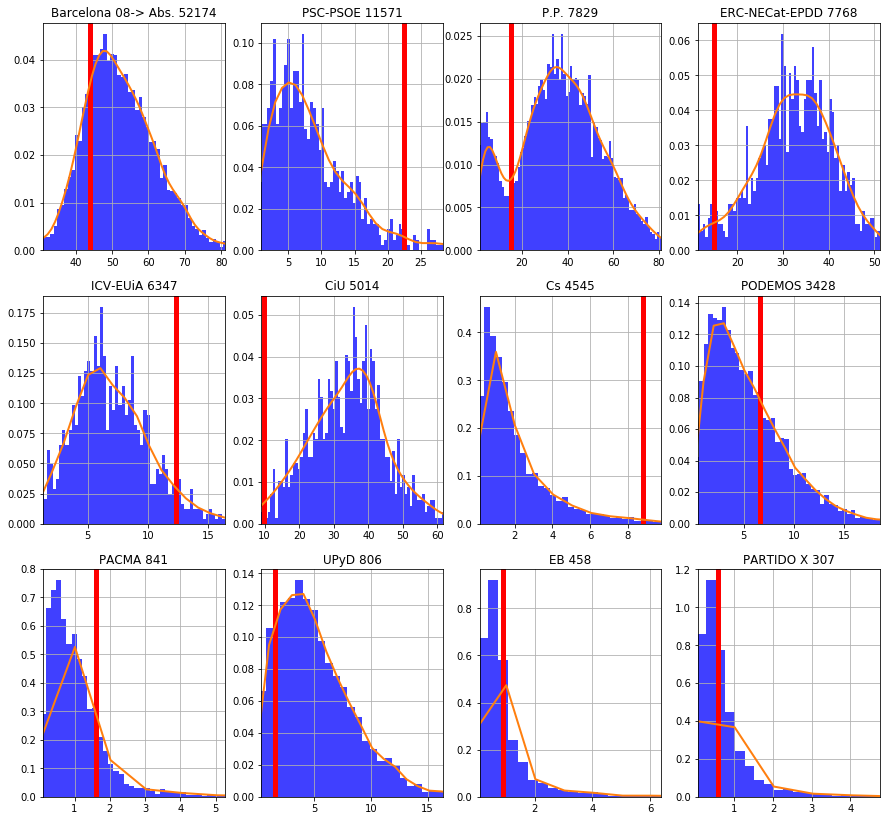 Barcelona 08-> Abs. 52174 PSC-PSOE 11571 P.P. 7829 ERC-NECat-EPDD 7768
0.04 0.03 0.02 0.01 0.00
40 50 60 70 80
0.10 0.08 0.06 0.04 0.02 0.00
5 10 15 20 25
0.025 0.020 0.015 0.010 0.005 0.000
20 40 60 80
0.06 0.05 0.04 0.03 0.02 0.01 0.00
20 30 40 50
ICV-EUiA 6347 CiU 5014 Cs 4545 PODEMOS 3428
0.175 0.150 0.125 0.100 0.075 0.050 0.025 0.000
5 10 15
0.05 0.04 0.03 0.02 0.01 0.00
10 20 30 40 50 60
0.4 0.3 0.2 0.1 0.0
2 4 6 8
0.14 0.12 0.10 0.08 0.06 0.04 0.02 0.00
5 10 15
PACMA 841 UPyD 806 EB 458 PARTIDO X 307
0.8 0.7 0.6 0.5 0.4 0.3 0.2 0.1 0.0
1 2 3 4 5
0.14 0.12 0.10 0.08 0.06 0.04 0.02 0.00
5 10 15
0.8 0.6 0.4 0.2 0.0
2 4 6
1.2 1.0 0.8 0.6 0.4 0.2 0.0
1 2 3 4